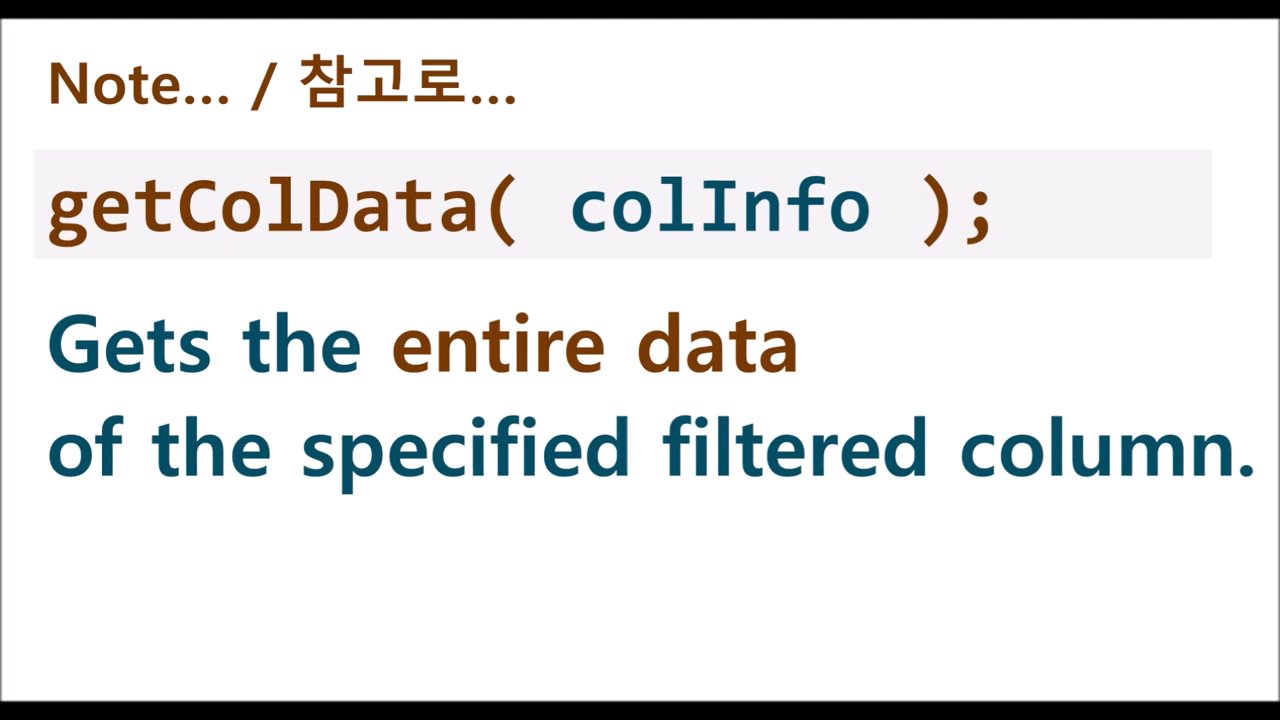 Note... / 참고로...
getColData( colInfo );
Gets the entire data
of the specified filtered column.